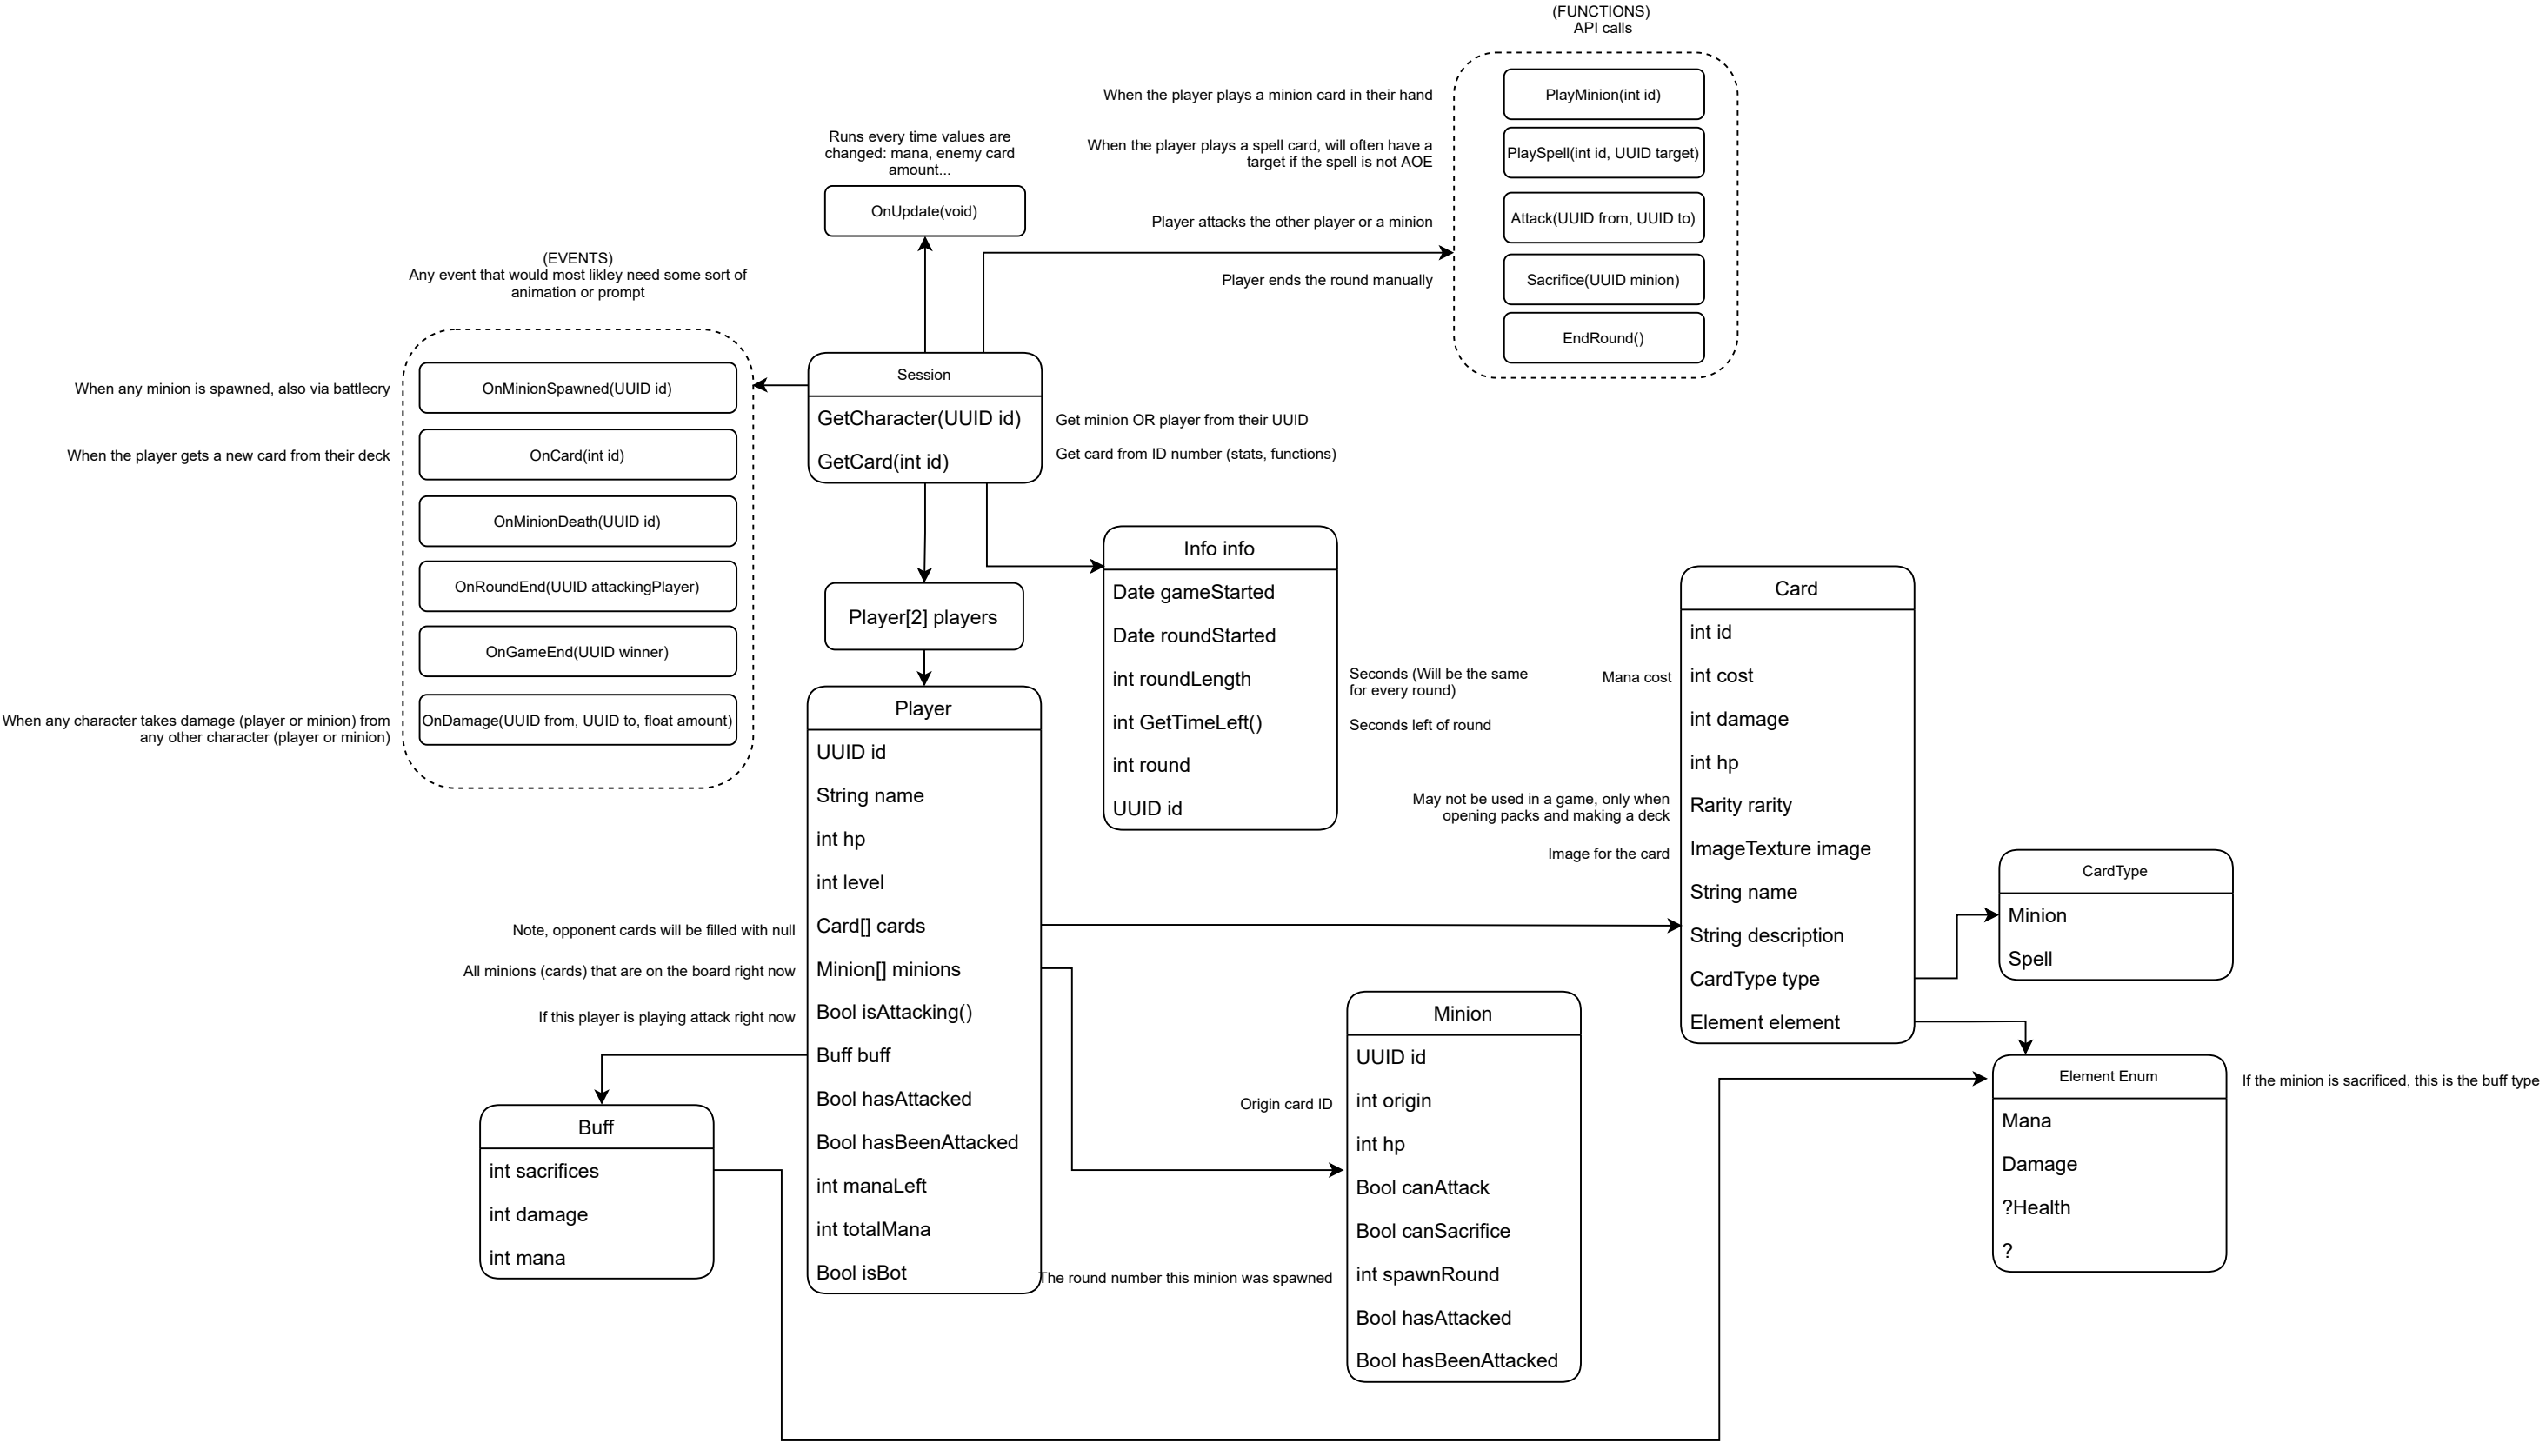 (FUNCTIONS)
API calls
When the player plays a minion card in their hand
PlayMinion(int id)
When the player plays a spell card, will often have a
target if the spell is not AOE
PlaySpell(int id, UUID target)
Player attacks the other player or a minion
Attack(UUID from, UUID to)
Player ends the round manually
Sacrifice(UUID minion)
EndRound()
Runs every time values are
changed: mana, enemy card
amount...
OnUpdate(void)
(EVENTS)
Any event that would most likley need some sort of
animation or prompt
When any minion is spawned, also via battlecry
OnMinionSpawned(UUID id)
When the player gets a new card from their deck
OnCard(int id)
OnMinionDeath(UUID id)
OnRoundEnd(UUID attackingPlayer)
OnGameEnd(UUID winner)
When any character takes damage (player or minion) from
any other character (player or minion)
OnDamage(UUID from, UUID to, float amount)
Session
GetCharacter(UUID id)
Get minion OR player from their UUID
GetCard(int id)
Get card from ID number (stats, functions)
Player[2] players
Info info
Date gameStarted
Date roundStarted
int roundLength
Seconds (Will be the same
for every round)
int GetTimeLeft()
Seconds left of round
int round
UUID id
Player
UUID id
String name
int hp
int level
Note, opponent cards will be filled with null
Card[] cards
All minions (cards) that are on the board right now
Minion[] minions
If this player is playing attack right now
Bool isAttacking()
Buff buff
Bool hasAttacked
Bool hasBeenAttacked
int manaLeft
int totalMana
Bool isBot
Buff
int sacrifices
int damage
int mana
Card
int id
Mana cost
int cost
int damage
int hp
May not be used in a game, only when
opening packs and making a deck
Rarity rarity
Image for the card
ImageTexture image
String name
String description
CardType type
Element element
CardType
Minion
Spell
Minion
UUID id
Origin card ID
int origin
int hp
Bool canAttack
Bool canSacrifice
The round number this minion was spawned
int spawnRound
Bool hasAttacked
Bool hasBeenAttacked
Element Enum
If the minion is sacrificed, this is the buff type
Mana
Damage
?Health
?